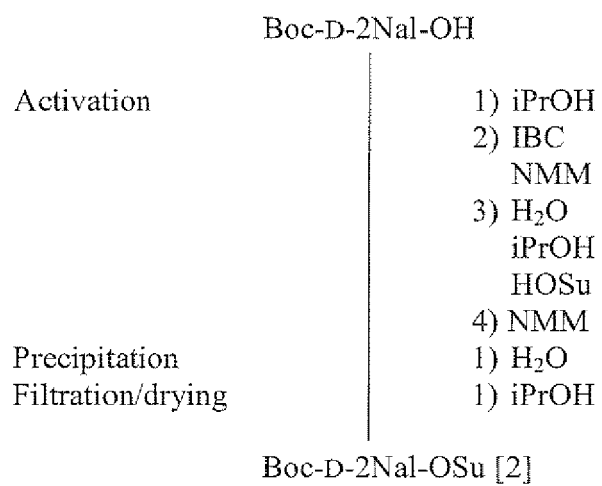 Boc-D-2Nal-OH
Activation 1) iPrOH
2) IBC
NMM
3) H₂O
iPrOH
HOSu
4) NMM
Precipitation 1) H₂O
Filtration/drying 1) iPrOH
Boc-D-2Nal-OSu [2]